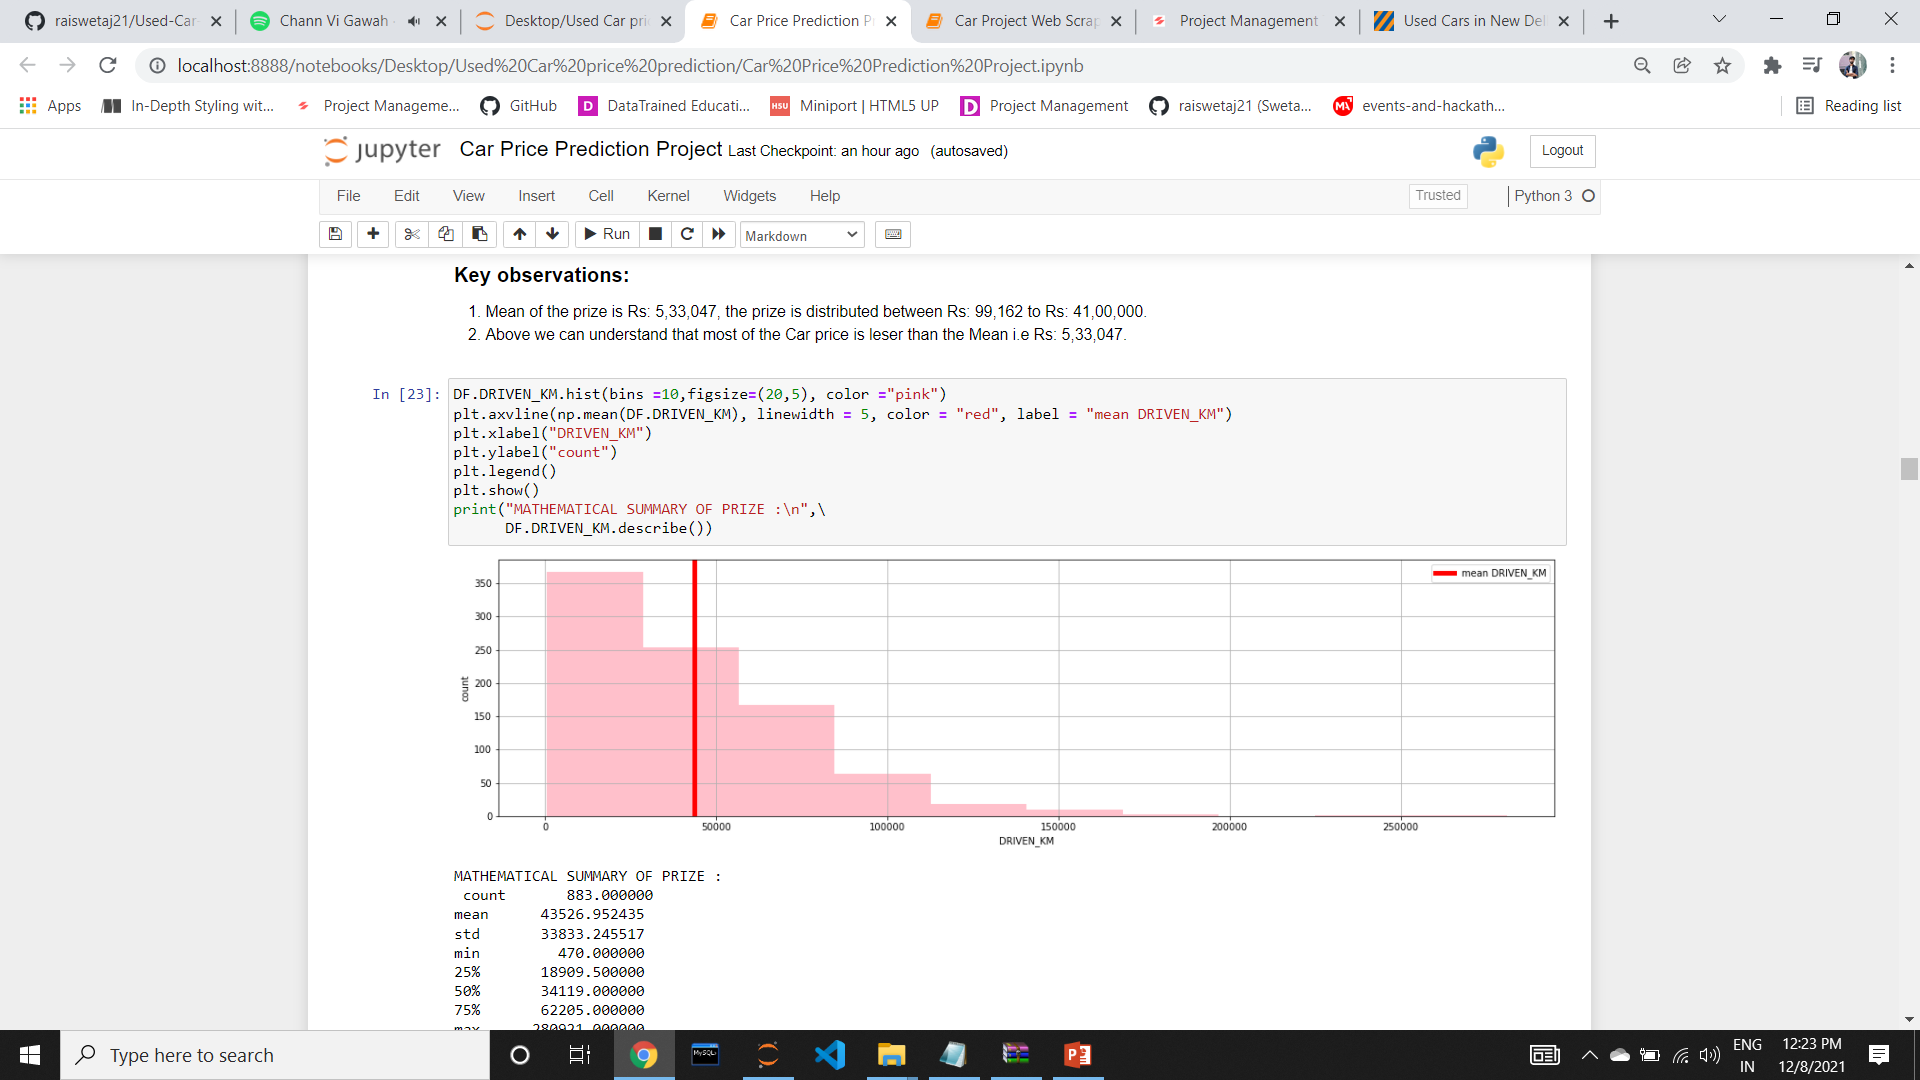 raiswetaj21/Used-Car-
Chann Vi Gawah
Desktop/Used Car pri
Car Price Prediction P
Car Project Web Scrap
Project Management
Used Cars in New Del
localhost:8888/notebooks/Desktop/Used%20Car%20price%20prediction/Car%20Price%20Prediction%20Project.ipynb
Apps
In-Depth Styling wit...
Project Manageme...
GitHub
D DataTrained Educati...
HSU Miniport | HTML5 UP
D Project Management
raiswetaj21 (Sweta...
events-and-hackath...
Reading list
jupyter Car Price Prediction Project Last Checkpoint: an hour ago (autosaved)
Logout
File Edit View Insert Cell Kernel Widgets Help
Trusted
Python 3
Run
Markdown
Key observations:
1. Mean of the prize is Rs: 5,33,047, the prize is distributed between Rs: 99,162 to Rs: 41,00,000.
2. Above we can understand that most of the Car price is leser than the Mean i.e Rs: 5,33,047.
In [23]: DF.DRIVEN_KM.hist(bins =10,figsize=(20,5), color ="pink")
plt.axvline(np.mean(DF.DRIVEN_KM), linewidth = 5, color = "red", label = "mean DRIVEN_KM")
plt.xlabel("DRIVEN_KM")
plt.ylabel("count")
plt.legend()
plt.show()
print("MATHEMATICAL SUMMARY OF PRIZE :\n",\
DF.DRIVEN_KM.describe())
mean DRIVEN_KM
350
300
250
200
150
100
50
0
count
0 50000 100000 150000 200000 250000
DRIVEN_KM
MATHEMATICAL SUMMARY OF PRIZE :
count 883.000000
mean 43526.952435
std 33833.245517
min 470.000000
25% 18909.500000
50% 34119.000000
75% 62205.000000
max 280921.000000
Type here to search
MySQL
ENG
IN
12:23 PM
12/8/2021